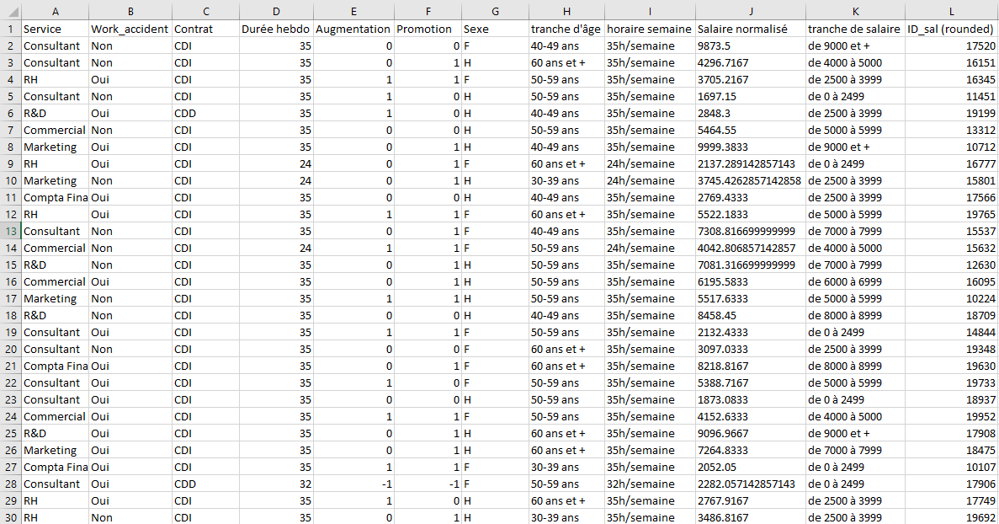 A B C D E F G H I J K L
1 Service Work_accident Contrat Durée hebdo Augmentation Promotion Sexe tranche d'âge horaire semaine Salaire normalisé tranche de salaire ID_sal (rounded)
2 Consultant Non CDI 35 0 0 F 40-49 ans 35h/semaine 9873.5 de 9000 et + 17520
3 Consultant Non CDI 35 0 1 H 60 ans et + 35h/semaine 4296.7167 de 4000 à 5000 16151
4 RH Oui CDI 35 1 1 F 50-59 ans 35h/semaine 3705.2167 de 2500 à 3999 16345
5 Consultant Non CDI 35 1 0 H 50-59 ans 35h/semaine 1697.15 de 0 à 2499 11451
6 R&D Oui CDD 35 1 0 H 40-49 ans 35h/semaine 2848.3 de 2500 à 3999 19199
7 Commercial Non CDI 35 0 0 H 50-59 ans 35h/semaine 5464.55 de 5000 à 5999 13312
8 Marketing Oui CDI 35 0 1 H 40-49 ans 35h/semaine 9999.3833 de 9000 et + 10712
9 RH Oui CDI 24 0 1 F 60 ans et + 24h/semaine 2137.289142857143 de 0 à 2499 16777
10 Marketing Non CDI 24 0 1 H 30-39 ans 24h/semaine 3745.4262857142858 de 2500 à 3999 15801
11 Compta Fina Oui CDI 35 0 0 H 40-49 ans 35h/semaine 2769.4333 de 2500 à 3999 17566
12 RH Oui CDI 35 1 1 F 60 ans et + 35h/semaine 5522.1833 de 5000 à 5999 19765
13 Consultant Non CDI 35 0 1 F 40-49 ans 35h/semaine 7308.816699999999 de 7000 à 7999 15537
14 Commercial Non CDI 24 1 1 F 50-59 ans 24h/semaine 4042.806857142857 de 4000 à 5000 15632
15 R&D Non CDI 35 0 1 H 50-59 ans 35h/semaine 7081.316699999999 de 7000 à 7999 12630
16 Commercial Oui CDI 35 0 1 H 50-59 ans 35h/semaine 6195.5833 de 6000 à 6999 16095
17 Marketing Non CDI 35 1 1 H 50-59 ans 35h/semaine 5517.6333 de 5000 à 5999 10224
18 R&D Non CDI 35 0 1 H 40-49 ans 35h/semaine 8458.45 de 8000 à 8999 18709
19 Consultant Oui CDI 35 1 1 F 50-59 ans 35h/semaine 2132.4333 de 0 à 2499 14844
20 Consultant Non CDI 35 0 0 F 60 ans et + 35h/semaine 3097.0333 de 2500 à 3999 19348
21 Compta Fina Oui CDI 35 0 1 F 60 ans et + 35h/semaine 8218.8167 de 8000 à 8999 19630
22 Consultant Oui CDI 35 1 0 F 50-59 ans 35h/semaine 5388.7167 de 5000 à 5999 19733
23 Consultant Oui CDI 35 0 0 H 50-59 ans 35h/semaine 1873.0833 de 0 à 2499 18937
24 Commercial Oui CDI 35 1 1 F 50-59 ans 35h/semaine 4152.6333 de 4000 à 5000 19952
25 R&D Oui CDI 35 0 1 H 60 ans et + 35h/semaine 9096.9667 de 9000 et + 17908
26 Marketing Oui CDI 35 0 1 H 60 ans et + 35h/semaine 7264.8333 de 7000 à 7999 18475
27 Compta Fina Oui CDI 35 1 1 F 30-39 ans 35h/semaine 2052.05 de 0 à 2499 10107
28 Consultant Oui CDD 32 -1 -1 F 50-59 ans 32h/semaine 2282.057142857143 de 0 à 2499 17906
29 RH Oui CDI 35 1 0 H 60 ans et + 35h/semaine 2767.9167 de 2500 à 3999 17749
30 RH Non CDI 35 0 1 H 30-39 ans 35h/semaine 3486.8167 de 2500 à 3999 19692